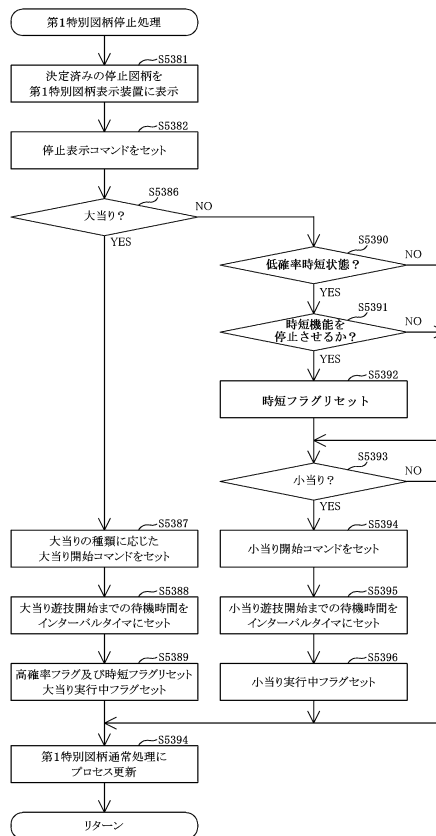 第1特別図柄停止処理
S5381
決定済みの停止図柄を
第1特別図柄表示装置に表示
S5382
停止表示コマンドをセット
S5386
大当り？
NO
YES
S5390
低確率時短状態？
NO
YES
S5391
時短機能を
停止させるか？
NO
YES
S5392
時短フラグリセット
S5393
小当り？
NO
YES
S5387
大当りの種類に応じた
大当り開始コマンドをセット
S5394
小当り開始コマンドをセット
S5388
大当り遊技開始までの待機時間を
インターバルタイマにセット
S5395
小当り遊技開始までの待機時間を
インターバルタイマにセット
S5389
高確率フラグ及び時短フラグリセット
大当り実行中フラグセット
S5396
小当り実行中フラグセット
S5394
第1特別図柄通常処理に
プロセス更新
リターン